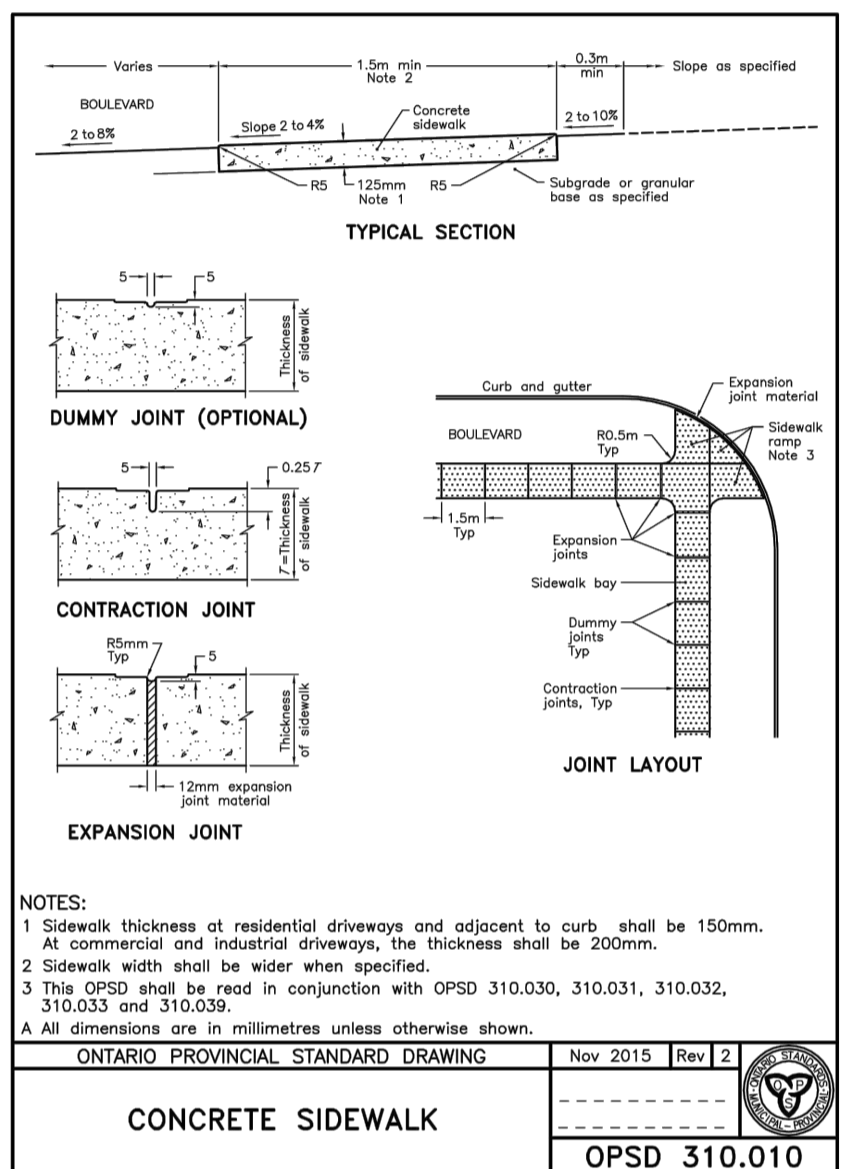 Varies
1.5m min
Note 2
0.3m
min
Slope as specified
BOULEVARD
2 to 8%
Slope 2 to 4%
Concrete
sidewalk
2 to 10%
R5
125mm
Note 1
R5
Subgrade or granular
base as specified
TYPICAL SECTION
5
5
Thickness
of sidewalk
DUMMY JOINT (OPTIONAL)
5
0.25T
T=Thickness
of sidewalk
CONTRACTION JOINT
R5mm
Typ
5
Thickness
of sidewalk
12mm expansion
joint material
EXPANSION JOINT
Curb and gutter
Expansion
joint material
BOULEVARD
R0.5m
Typ
Sidewalk
ramp
Note 3
1.5m
Typ
Expansion
joints
Sidewalk bay
Dummy
joints
Typ
Contraction
joints, Typ
JOINT LAYOUT
NOTES:
1 Sidewalk thickness at residential driveways and adjacent to curb shall be 150mm.
At commercial and industrial driveways, the thickness shall be 200mm.
2 Sidewalk width shall be wider when specified.
3 This OPSD shall be read in conjunction with OPSD 310.030, 310.031, 310.032,
310.033 and 310.039.
A All dimensions are in millimetres unless otherwise shown.
ONTARIO PROVINCIAL STANDARD DRAWING
Nov 2015 Rev 2
CONCRETE SIDEWALK
ONTARIO STANDARDS
MUNICIPAL - PROVINCIAL
O P
S
OPSD 310.010